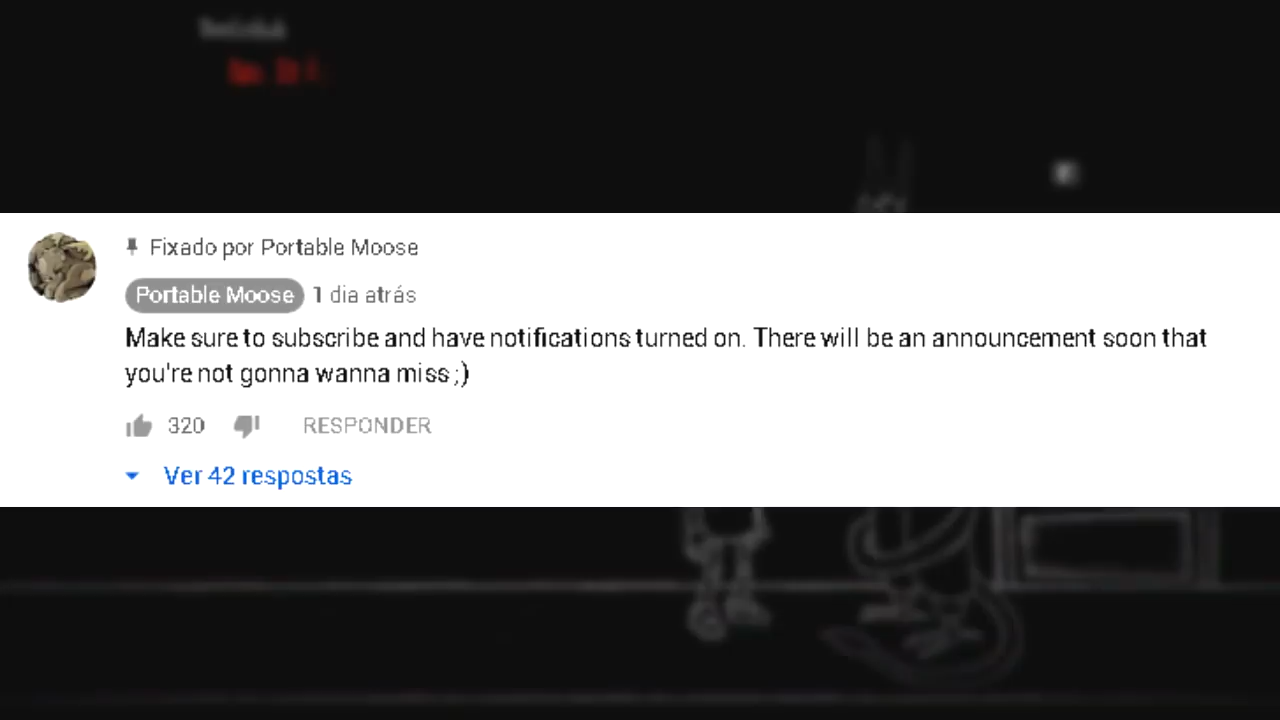 Fixado por Portable Moose
Portable Moose 1 dia atrás
Make sure to subscribe and have notifications turned on. There will be an announcement soon that
you're not gonna wanna miss ;)
320 RESPONDER
Ver 42 respostas